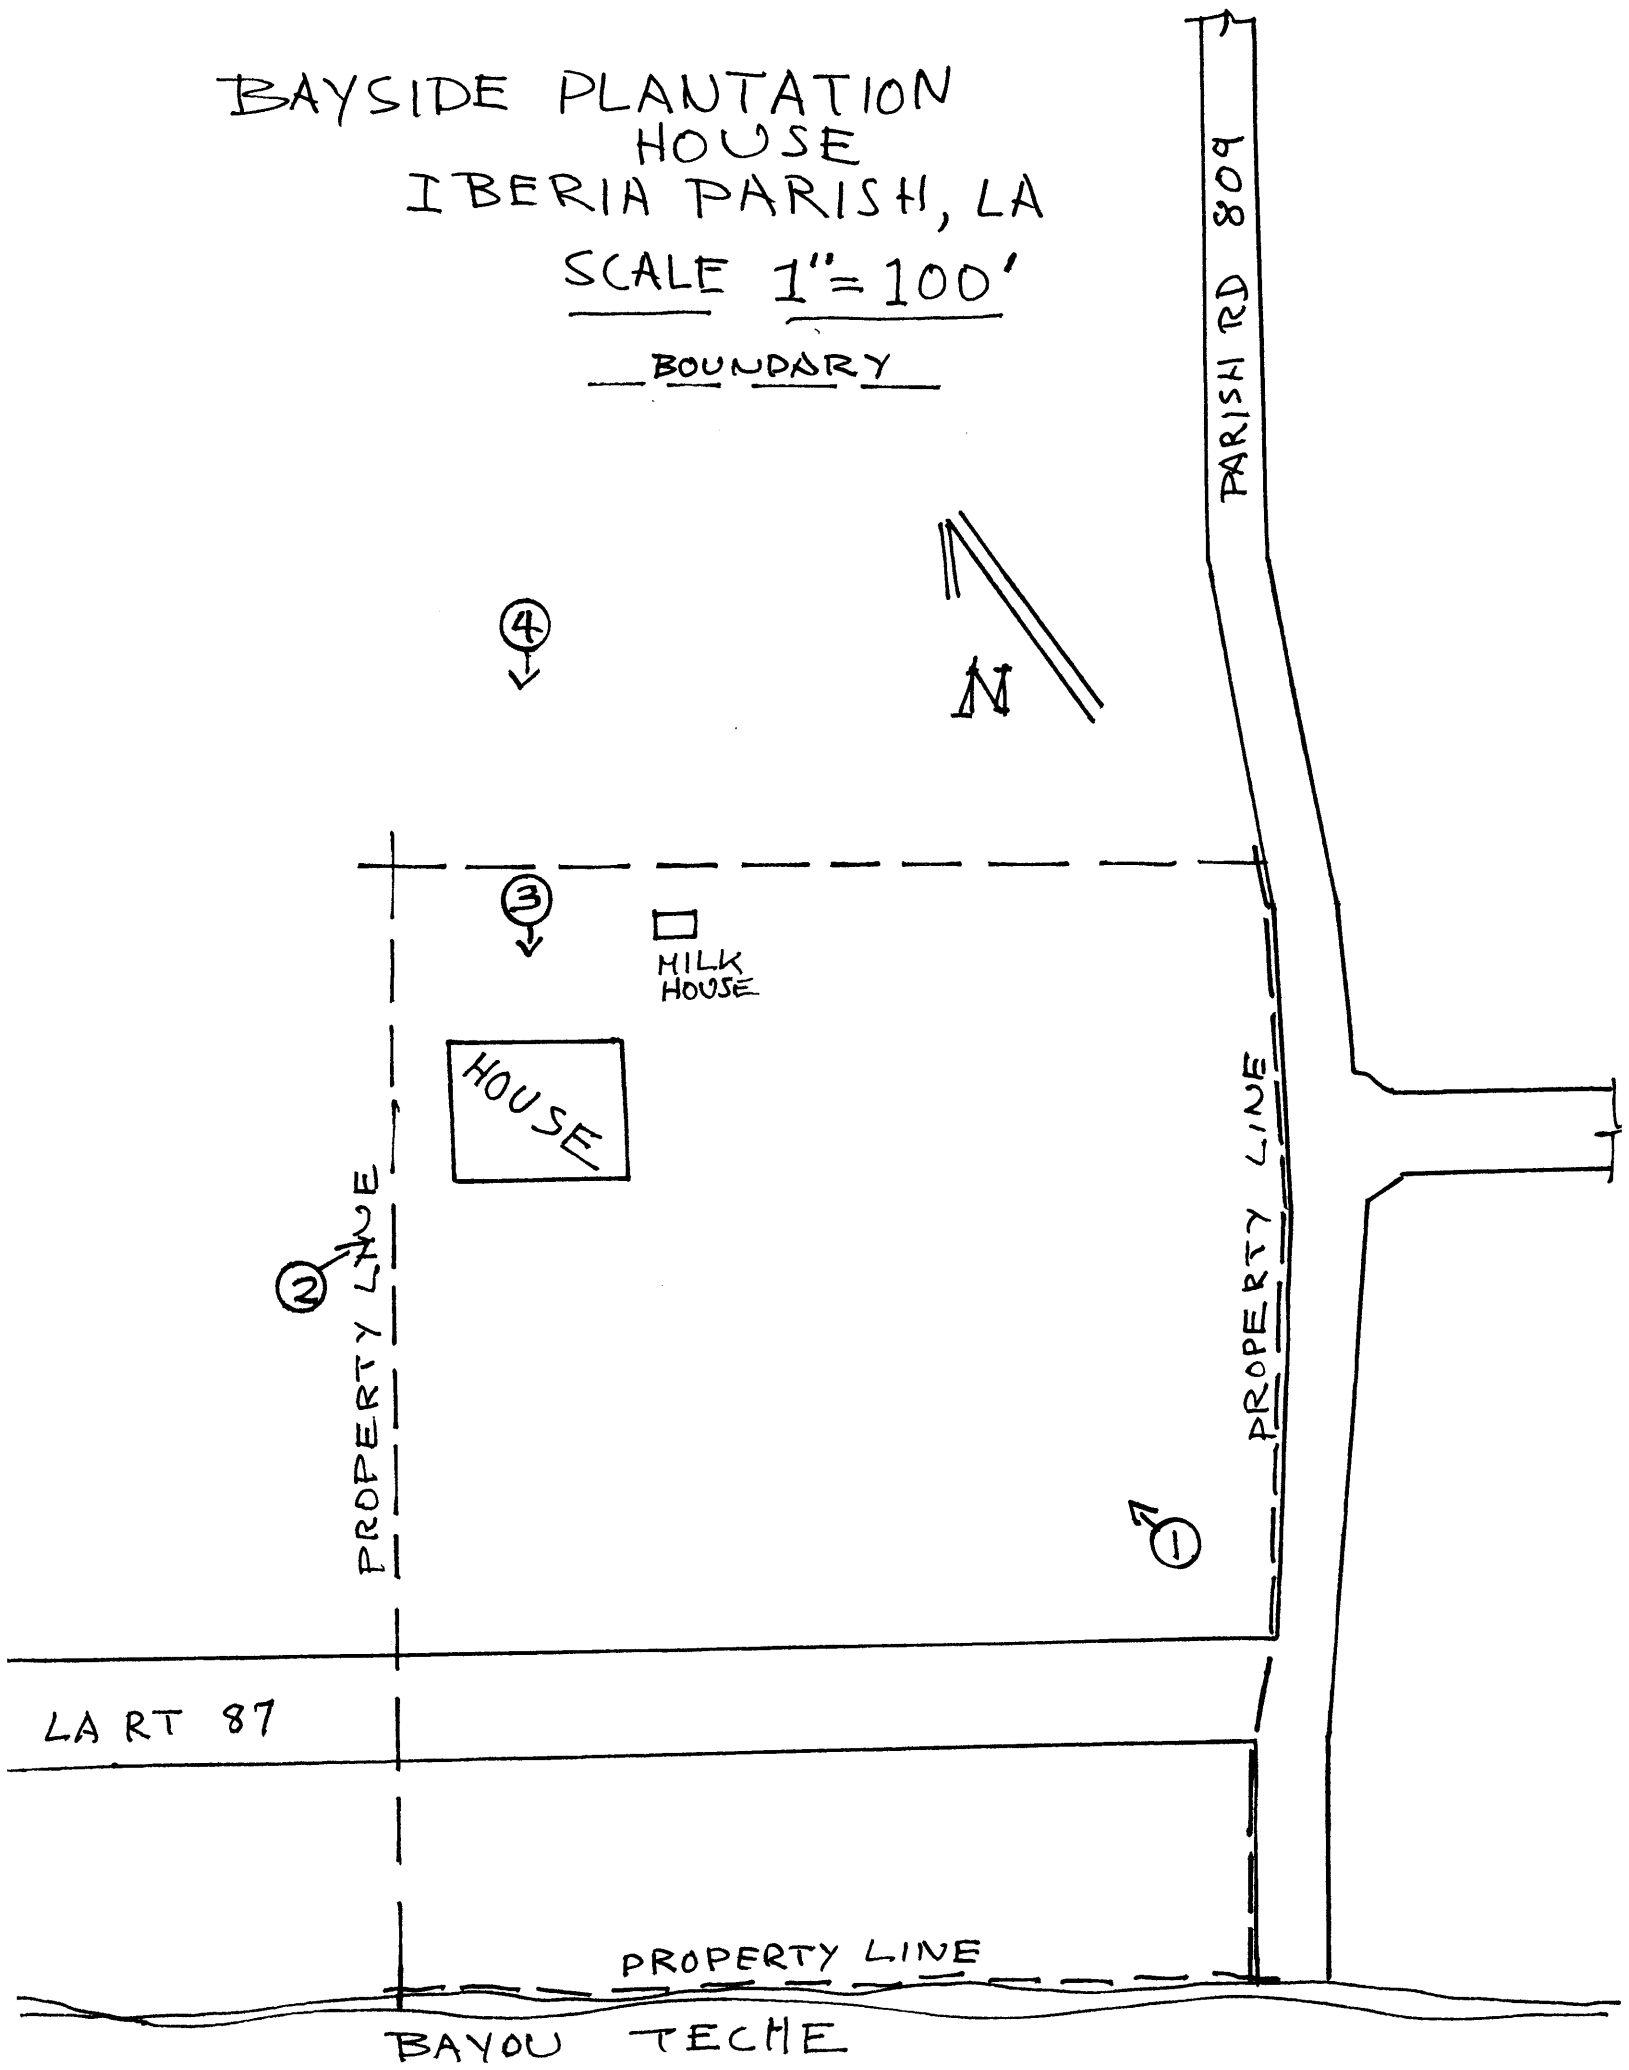 BAYSIDE PLANTATION
HOUSE
IBERIA PARISH, LA
SCALE 1"=100'
BOUNDARY
PARISH RD 809
4
N
3
MILK
HOUSE
HOUSE
PROPERTY LINE
2
PROPERTY LINE
1
LA RT 87
PROPERTY LINE
BAYOU TECHE